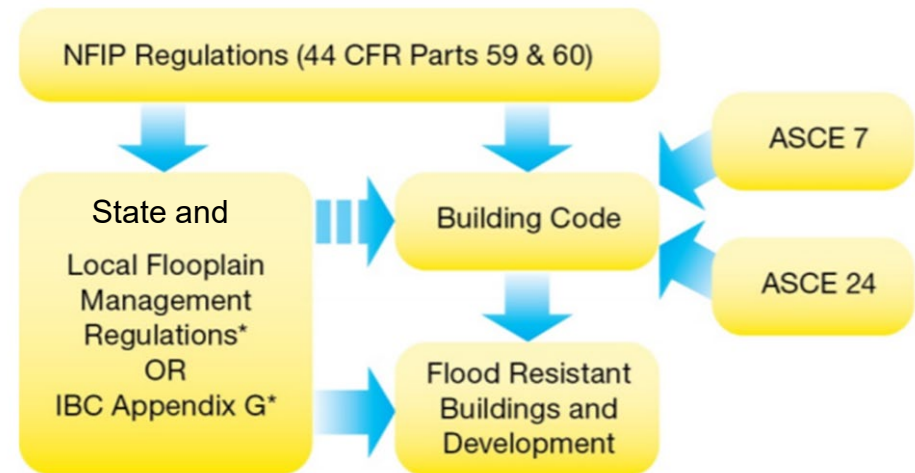 NFIP Regulations (44 CFR Parts 59 & 60)
State and
Local Flooplain
Management
Regulations*
OR
IBC Appendix G*
Building Code
Flood Resistant
Buildings and
Development
ASCE 7
ASCE 24